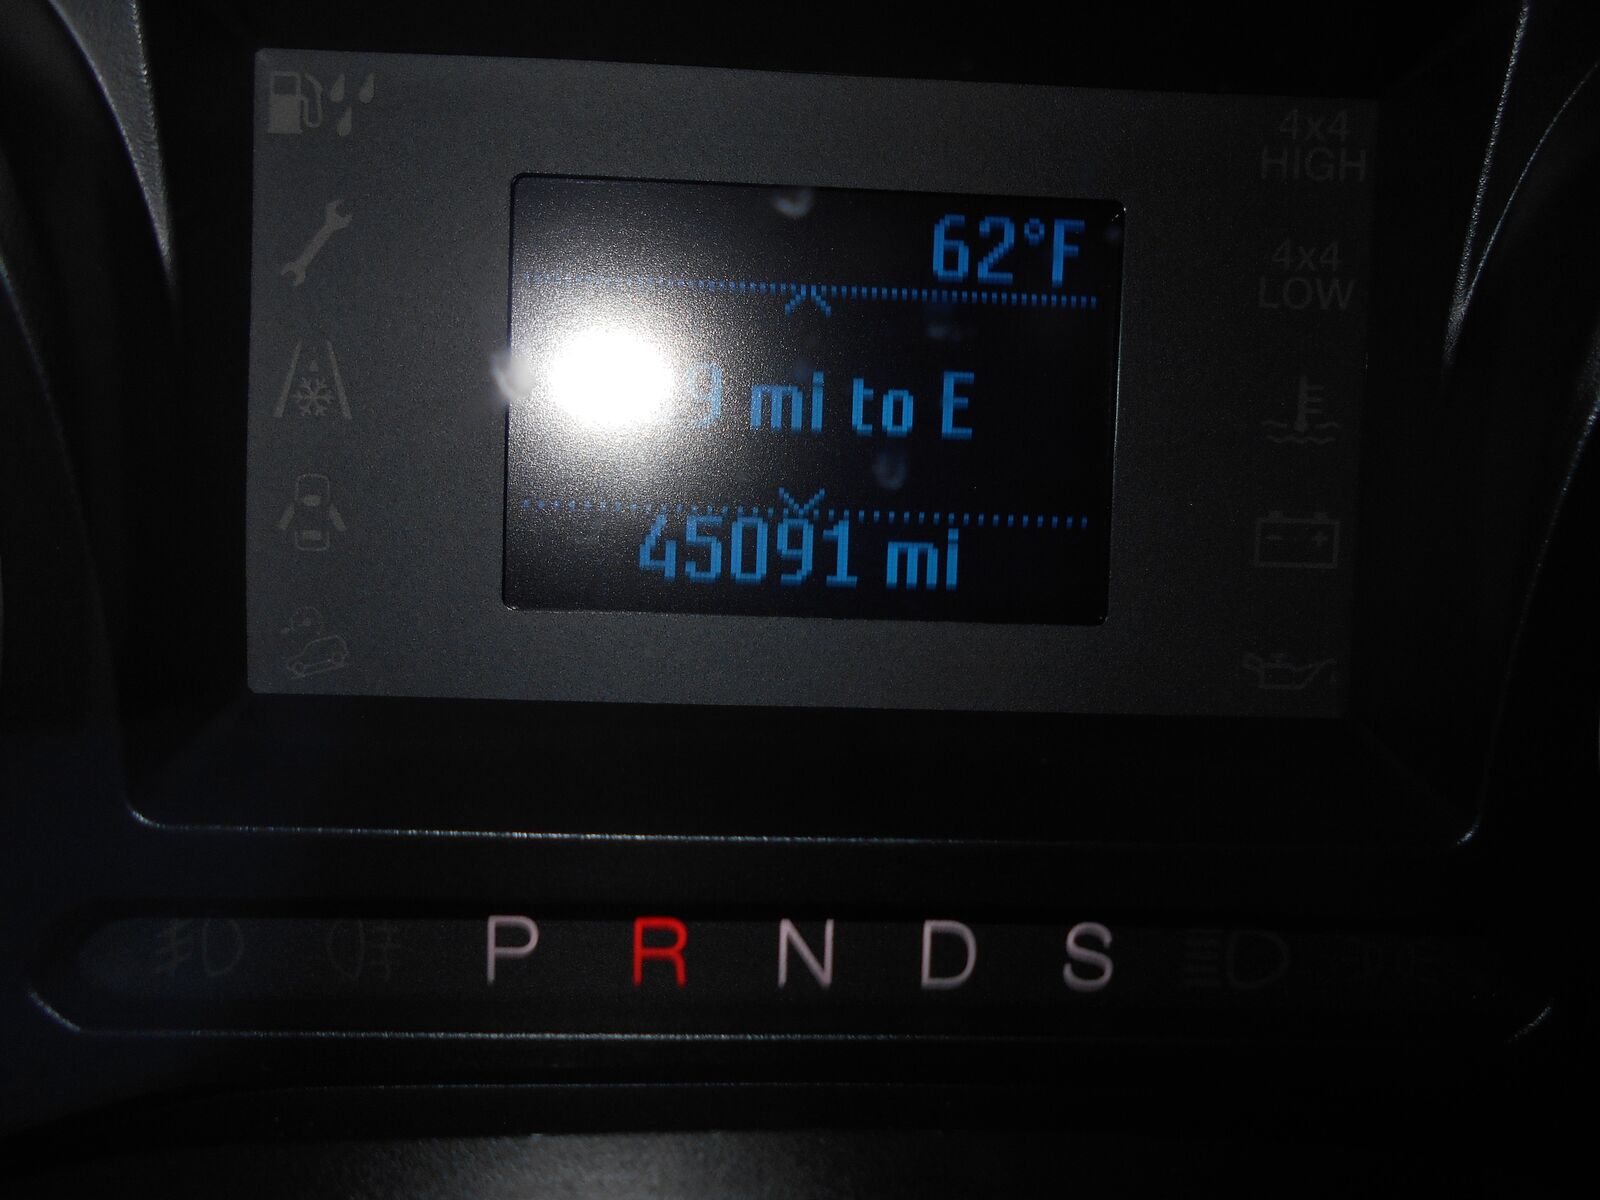 4x4
HIGH
62°F
4x4
LOW
mi to E
45091 mi
P R N D S